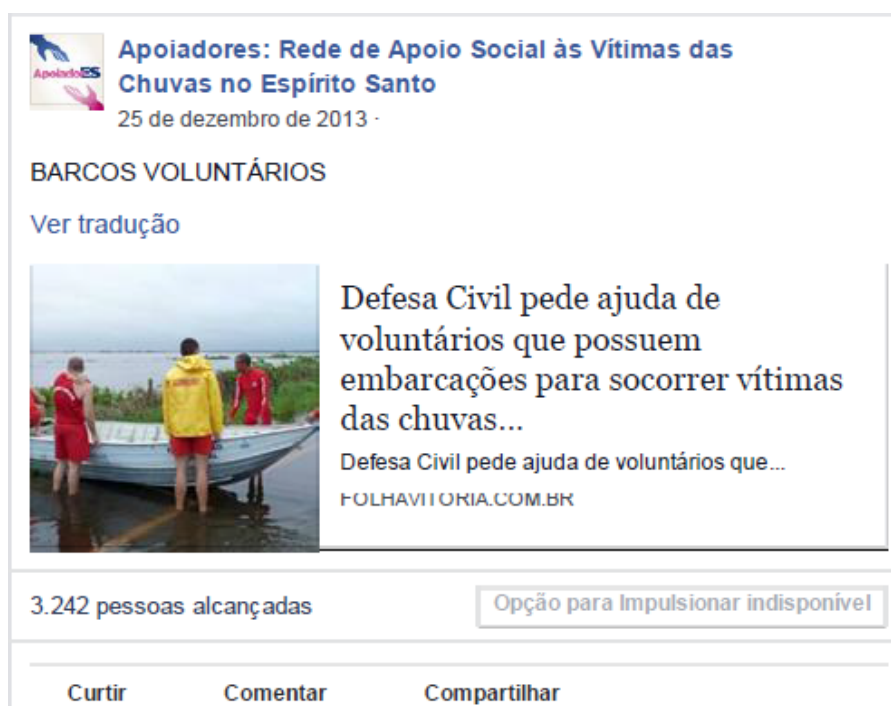 ApoiadoES
Apoiadores: Rede de Apoio Social às Vítimas das
Chuvas no Espírito Santo
25 de dezembro de 2013 ·
BARCOS VOLUNTÁRIOS
Ver tradução
Defesa Civil pede ajuda de
voluntários que possuem
embarcações para socorrer vítimas
das chuvas...
Defesa Civil pede ajuda de voluntários que...
FOLHAVITORIA.COM.BR
3.242 pessoas alcançadas
Opção para Impulsionar indisponível
Curtir Comentar Compartilhar